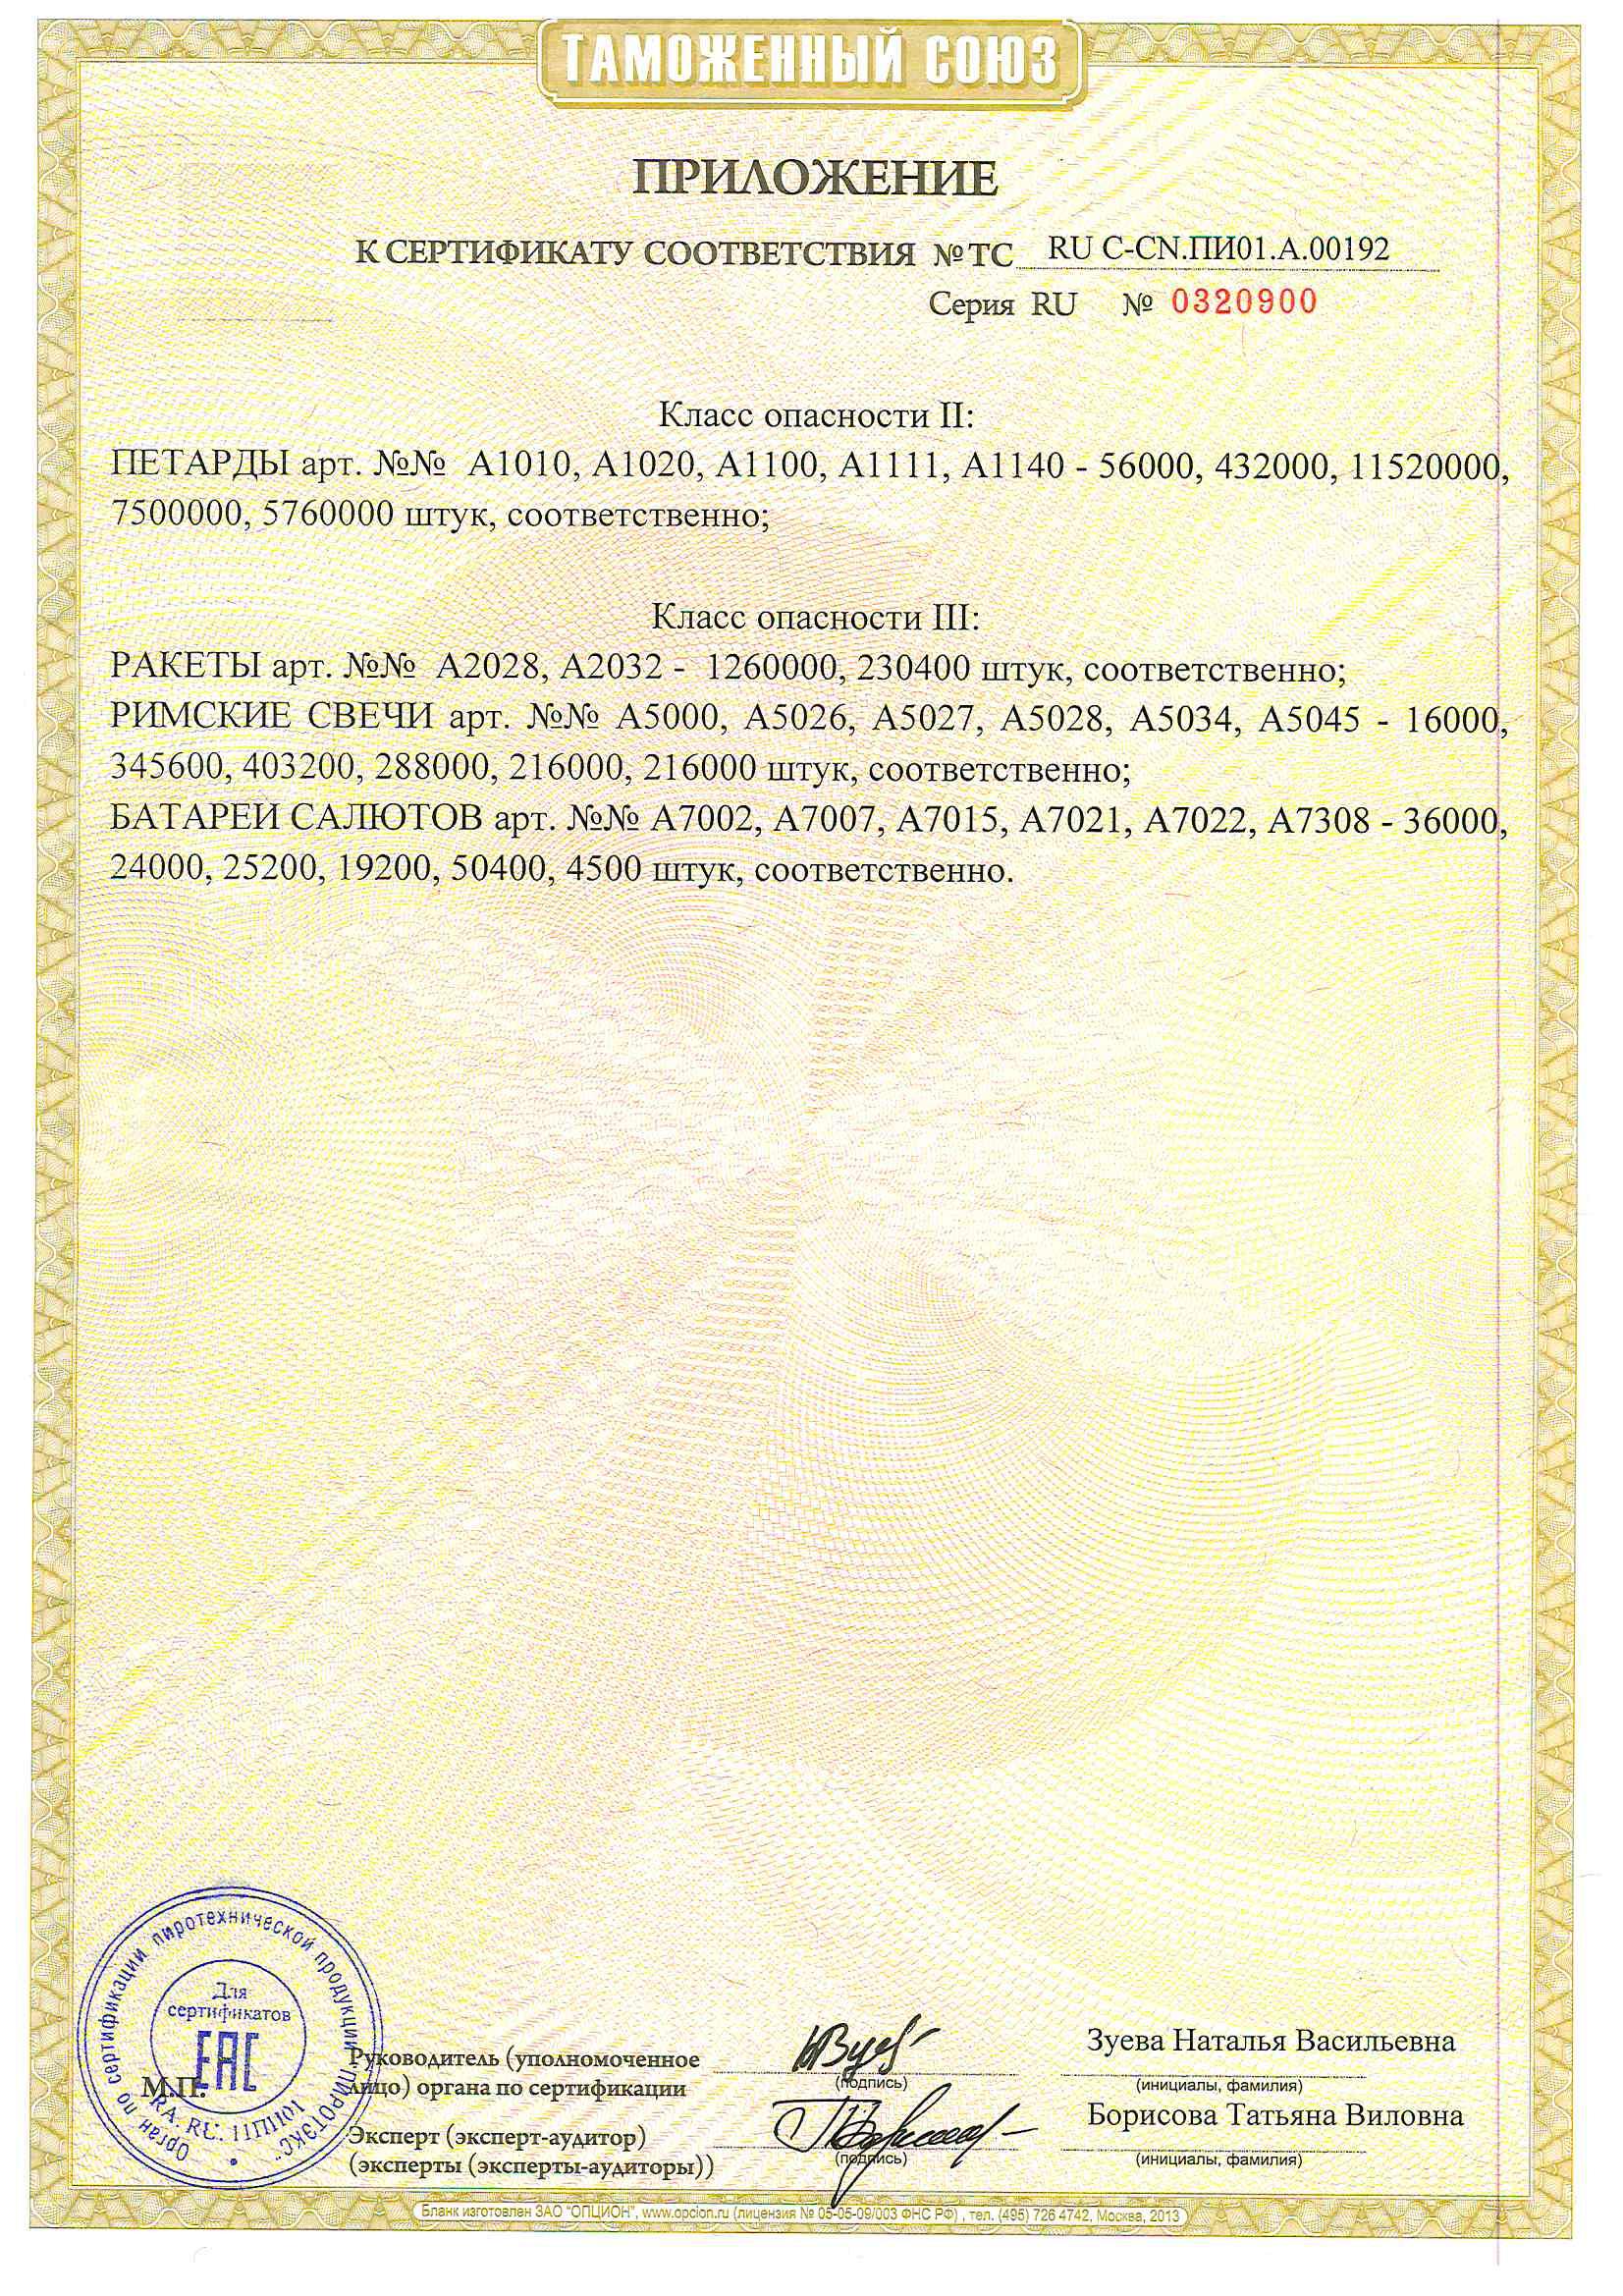 ТАМОЖЕННЫЙ СОЮЗ
ПРИЛОЖЕНИЕ
К СЕРТИФИКАТУ СООТВЕТСТВИЯ №ТС RU C-CN.ПИ01.А.00192
Серия RU № 0320900
Класс опасности II:
ПЕТАРДЫ арт. №№ А1010, А1020, А1100, А1111, А1140 - 56000, 432000, 11520000,
7500000, 5760000 штук, соответственно;
Класс опасности III:
РАКЕТЫ арт. №№ А2028, А2032 - 1260000, 230400 штук, соответственно;
РИМСКИЕ СВЕЧИ арт. №№ А5000, А5026, А5027, А5028, А5034, А5045 - 16000,
345600, 403200, 288000, 216000, 216000 штук, соответственно;
БАТАРЕИ САЛЮТОВ арт. №№ А7002, А7007, А7015, А7021, А7022, А7308 - 36000,
24000, 25200, 19200, 50400, 4500 штук, соответственно.
Орган по сертификации пиротехнической продукции "ПИРОТЭКС"
Для
сертификатов
ЕАС
М.П.
Руководитель (уполномоченное
лицо) органа по сертификации
(подпись)
Зуева Наталья Васильевна
(инициалы, фамилия)
Эксперт (эксперт-аудитор)
(эксперты (эксперты-аудиторы))
(подпись)
Борисова Татьяна Виловна
(инициалы, фамилия)
Бланк изготовлен ЗАО "ОПЦИОН", www.opcion.ru (лицензия № 05-05-09/003 ФНС РФ) , тел. (495) 726 4742, Москва, 2013